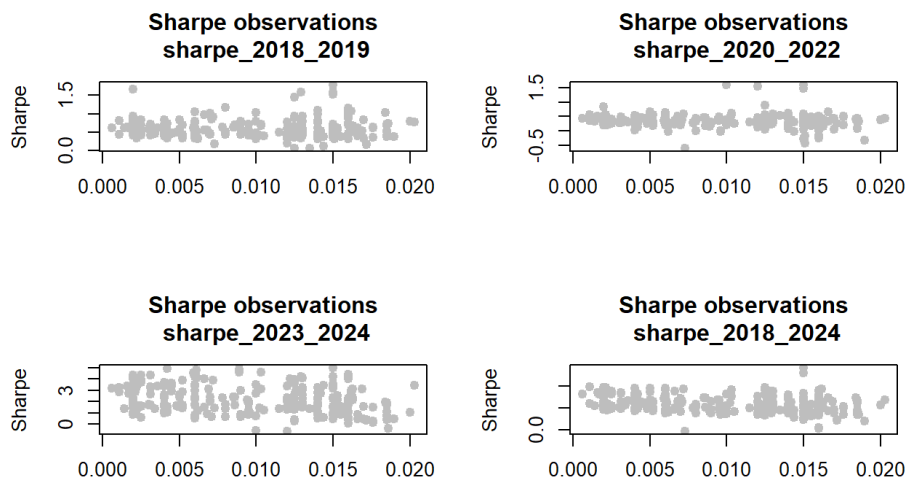 Sharpe observations
sharpe_2018_2019
Sharpe
1.5
0.0
0.000 0.005 0.010 0.015 0.020
Sharpe observations
sharpe_2020_2022
Sharpe
1.5
-0.5
0.000 0.005 0.010 0.015 0.020
Sharpe observations
sharpe_2023_2024
Sharpe
3
0
0.000 0.005 0.010 0.015 0.020
Sharpe observations
sharpe_2018_2024
Sharpe
0.0
0.000 0.005 0.010 0.015 0.020